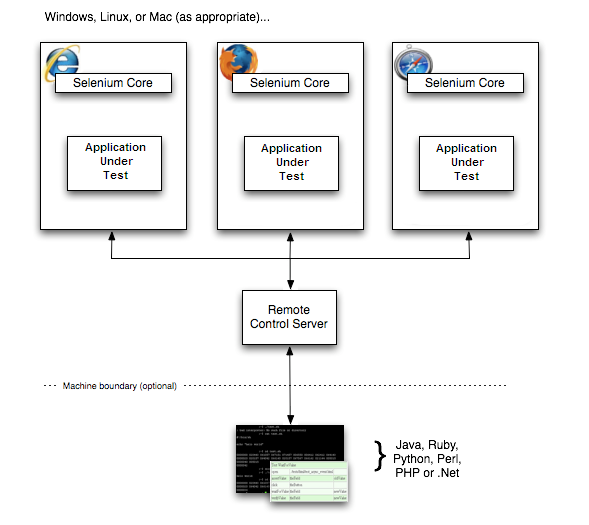 Windows, Linux, or Mac (as appropriate)...
Selenium Core
Selenium Core
Selenium Core
Application
Under
Test
Application
Under
Test
Application
Under
Test
Remote
Control Server
Machine boundary (optional)
Java, Ruby,
Python, Perl,
PHP or .Net